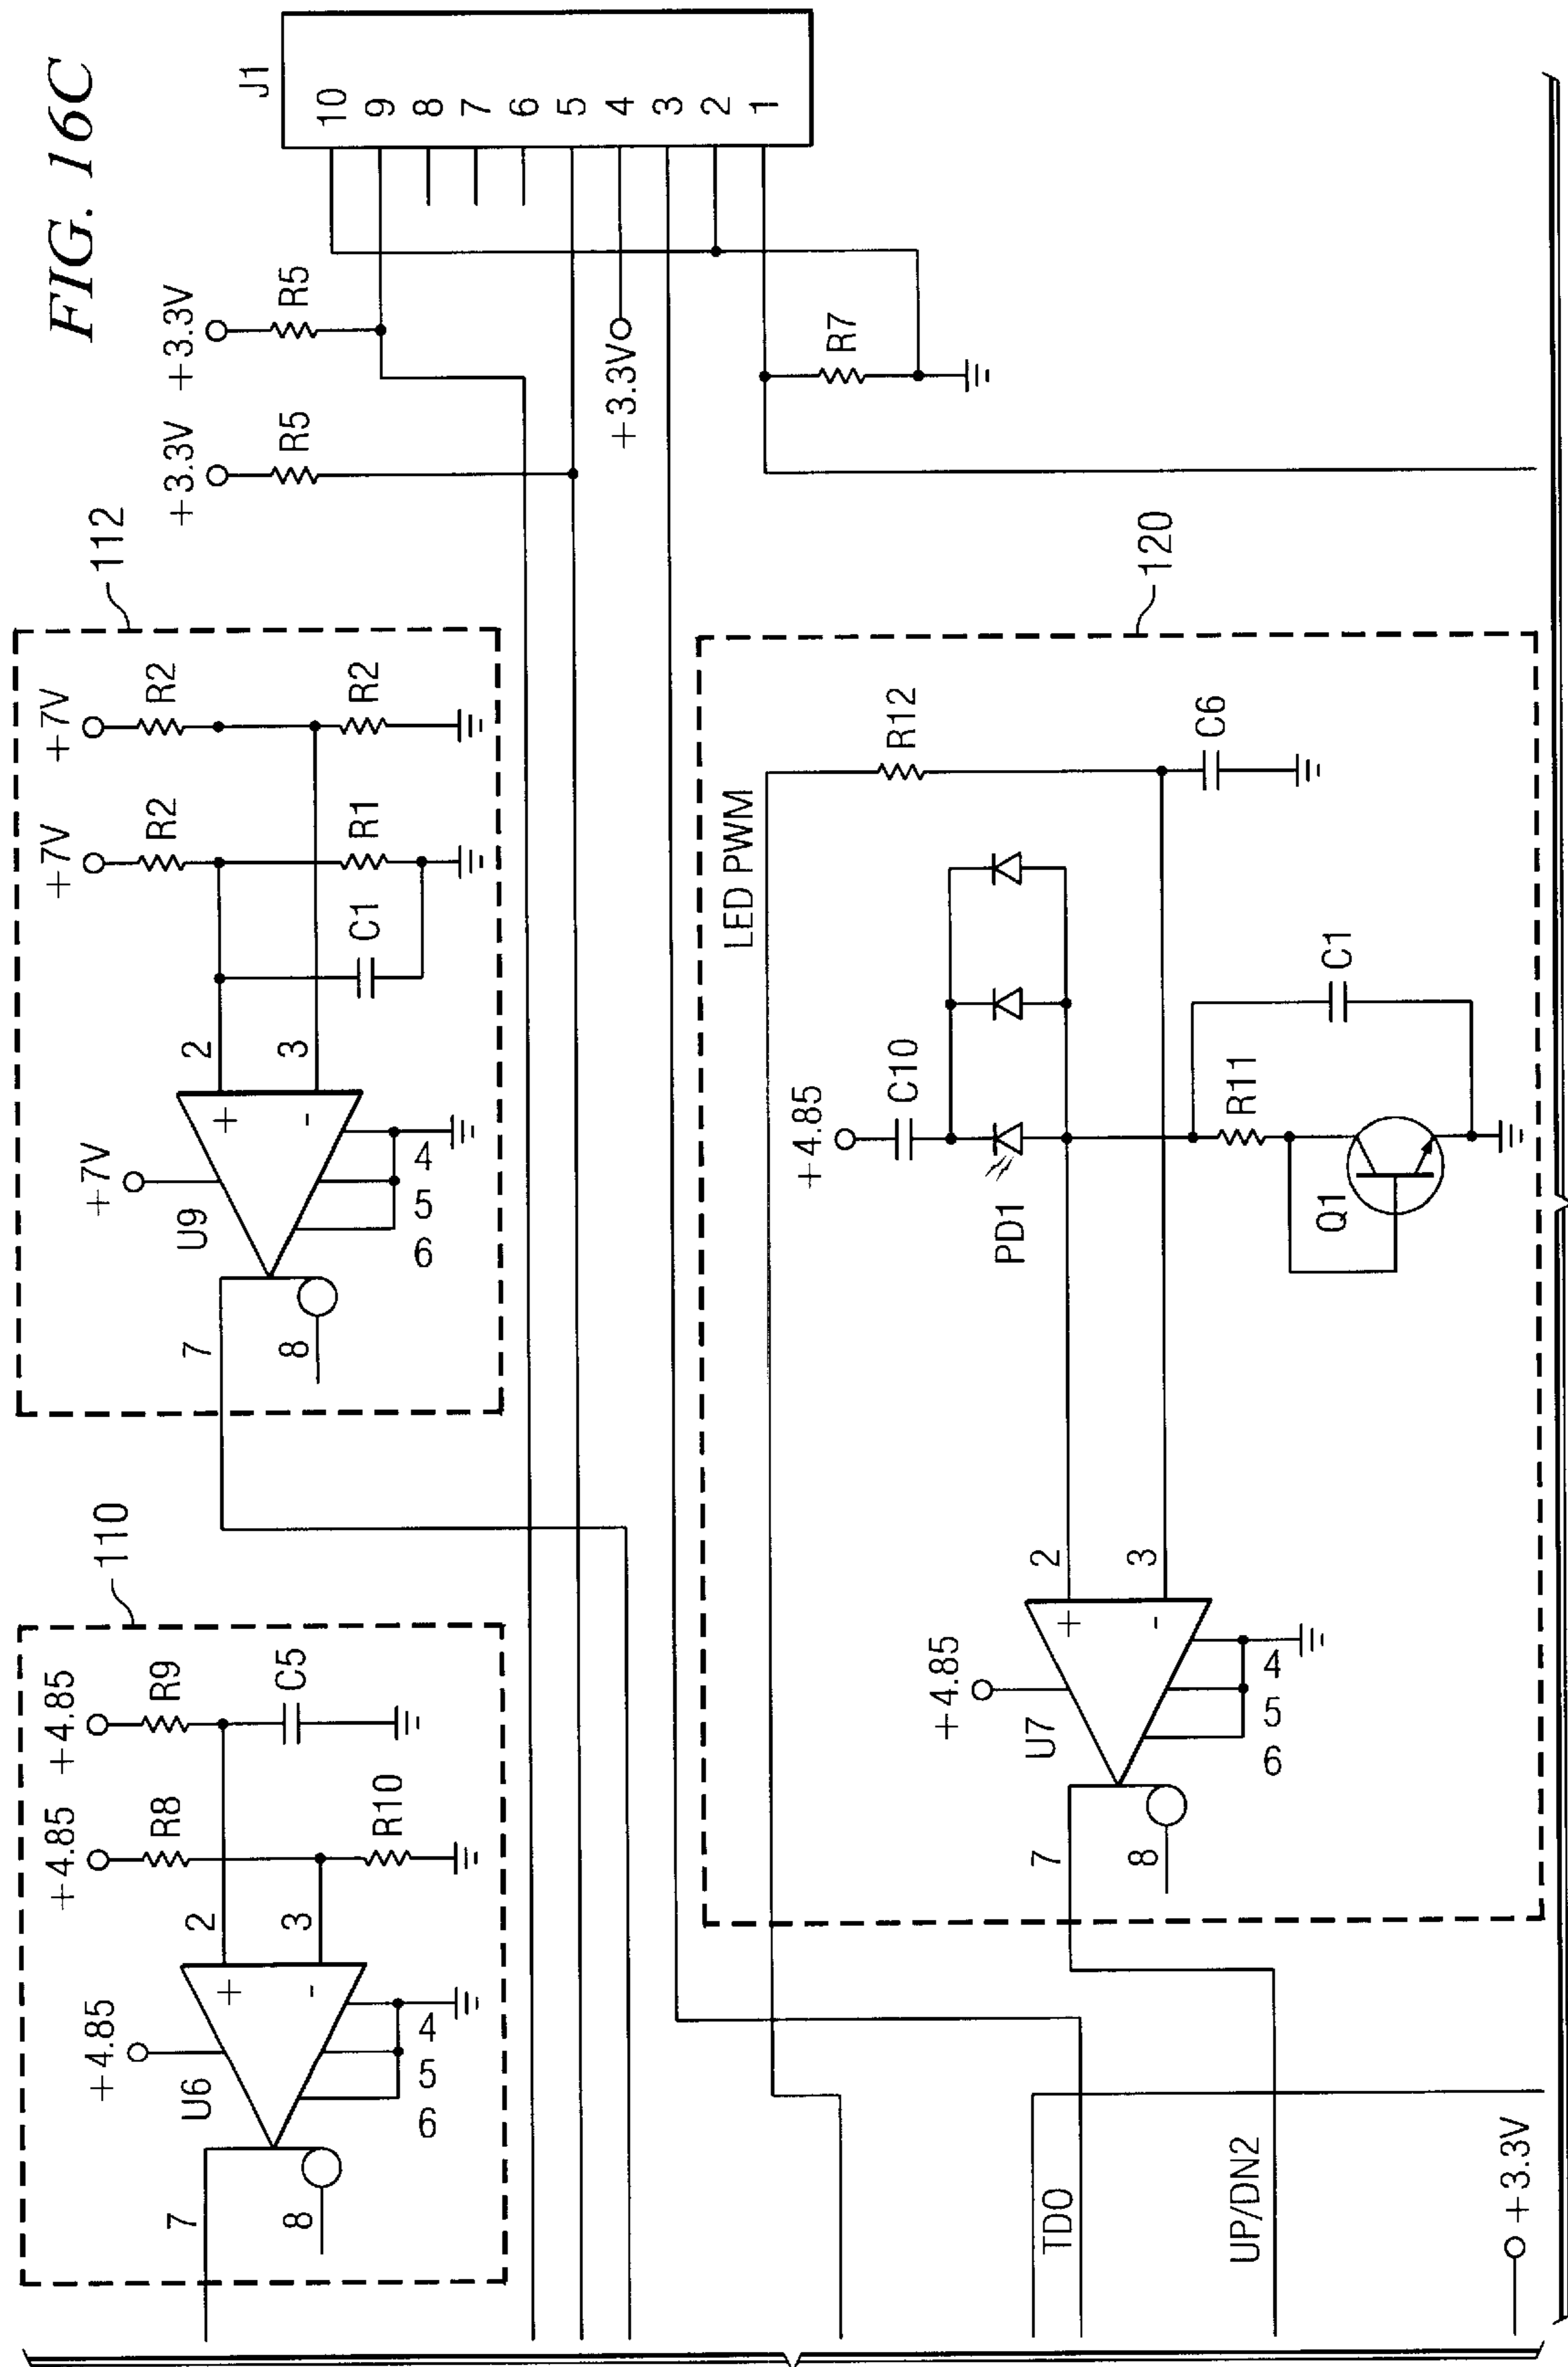 FIG. 16C
110
+4.85
U6
+4.85
R8
+4.85
R9
2
+
3
-
R10
C5
7
8
4
5
6
112
+7V
U9
+7V
R2
+7V
R2
2
+
3
-
C1
R1
R2
7
8
4
5
6
+3.3V
R5
+3.3V
R5
+3.3V
J1
10
9
8
7
6
5
4
3
2
1
R7
120
LED PWM
R12
+4.85
C10
PD1
C6
+4.85
U7
2
+
3
-
7
8
4
5
6
R11
C1
Q1
TDO
UP/DN2
+3.3V